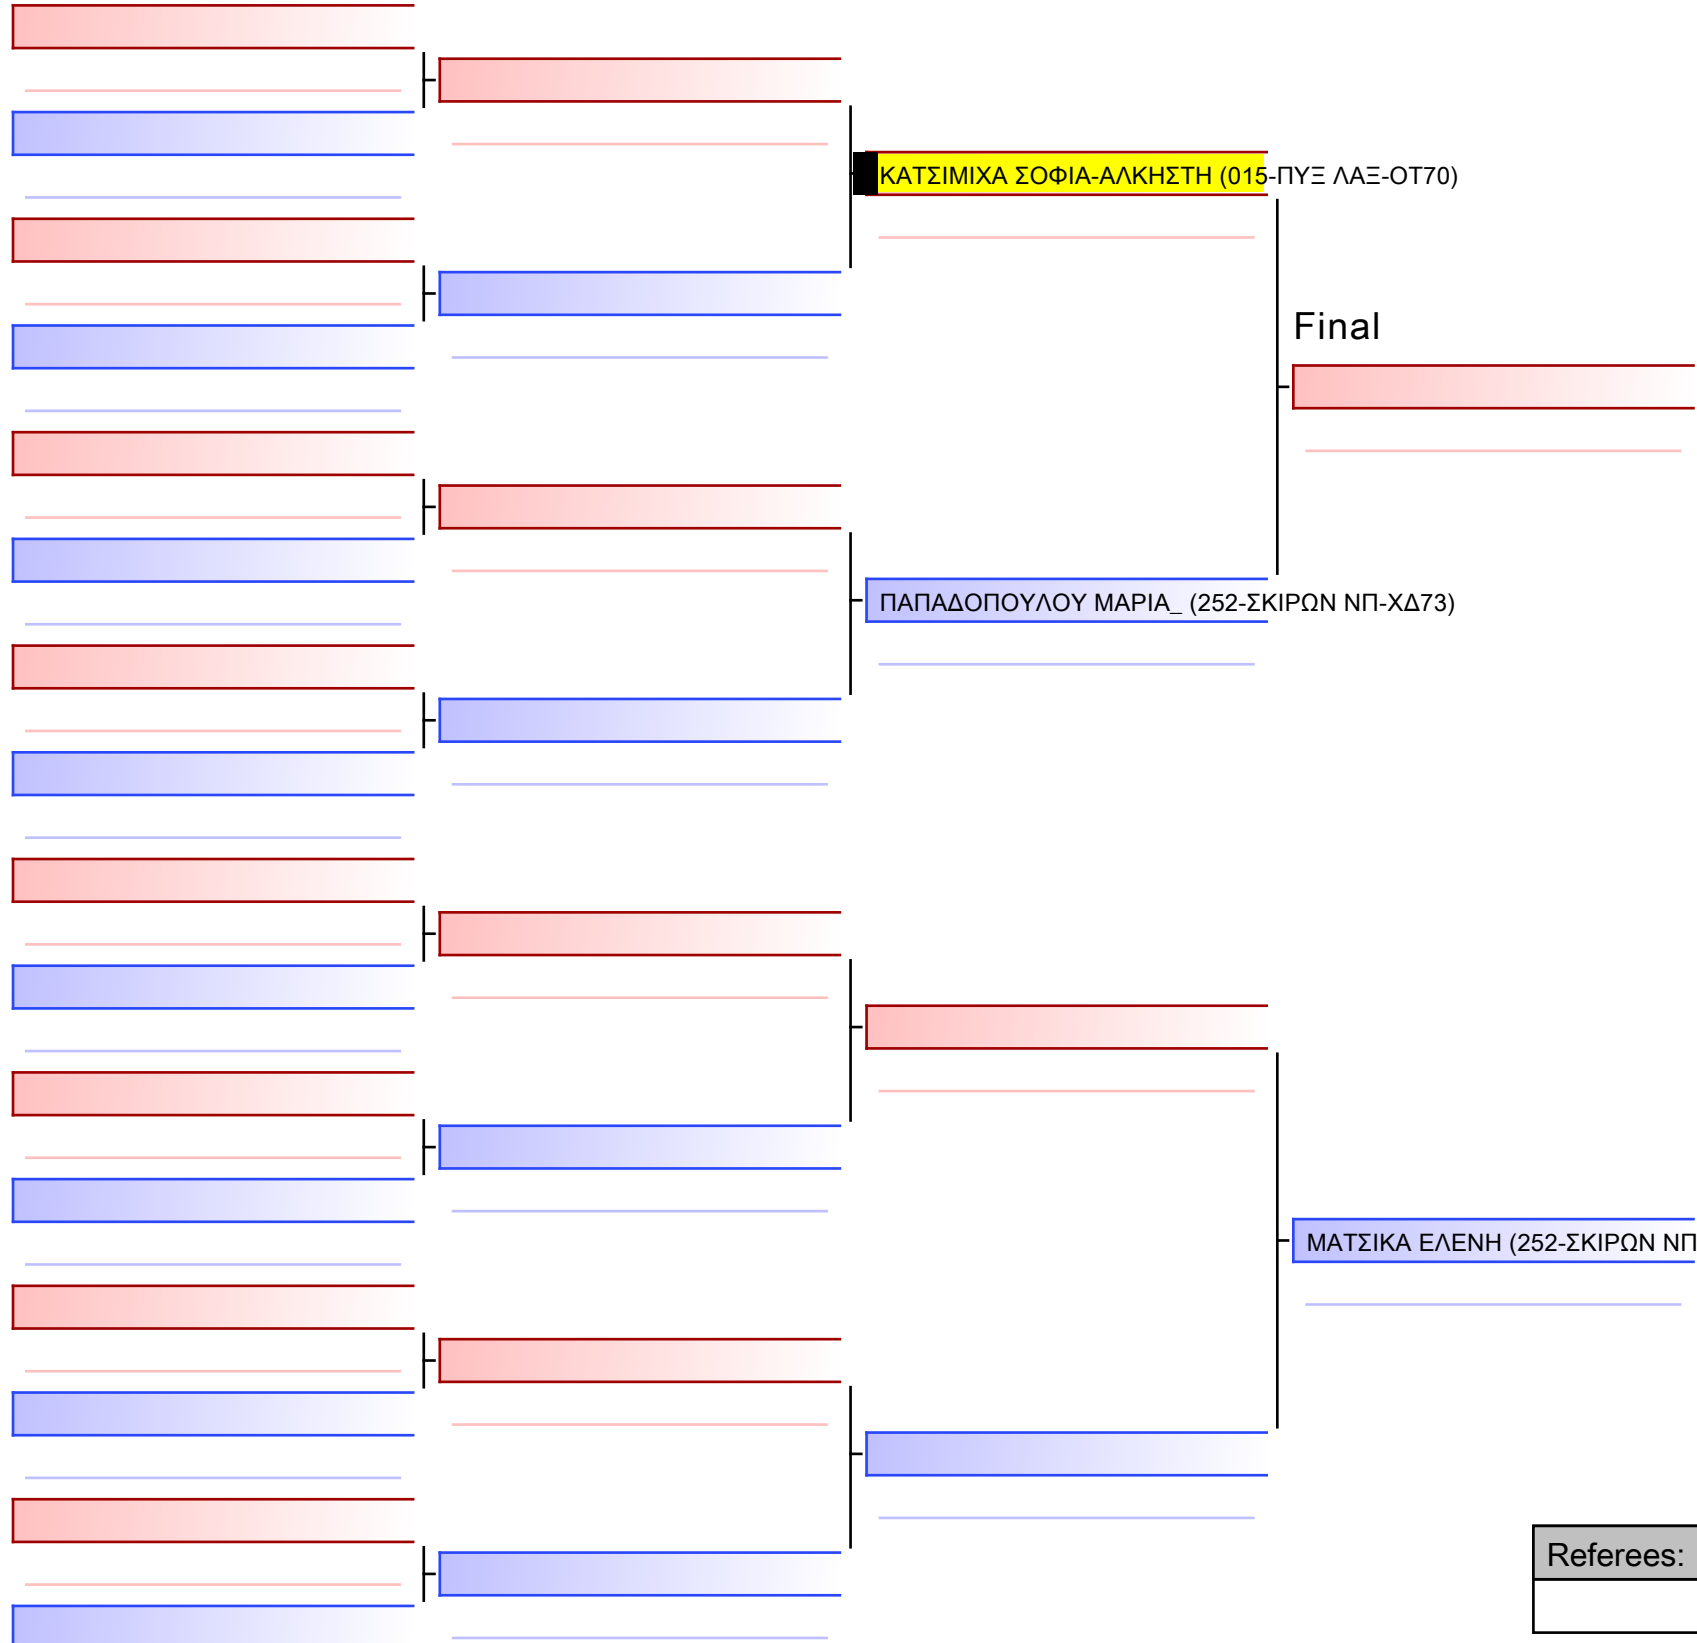 ΚΑΤΣΙΜΙΧΑ ΣΟΦΙΑ-ΑΛΚΗΣΤΗ (015-ΠΥΞ ΛΑΞ-ΟΤ70)
Final
ΠΑΠΑΔΟΠΟΥΛΟΥ ΜΑΡΙΑ_ (252-ΣΚΙΡΩΝ ΝΠ-ΧΔ73)
ΜΑΤΣΙΚΑ ΕΛΕΝΗ (252-ΣΚΙΡΩΝ ΝΠ
Referees: